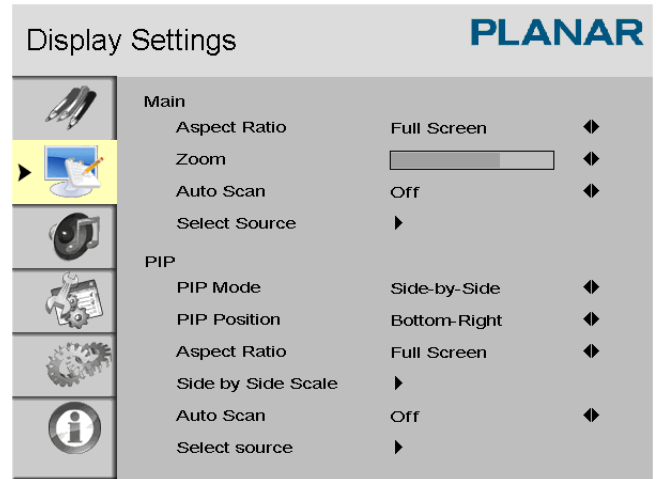 Display Settings PLANAR
Main
Aspect Ratio Full Screen
Zoom
Auto Scan Off
Select Source
PIP
PIP Mode Side-by-Side
PIP Position Bottom-Right
Aspect Ratio Full Screen
Side by Side Scale
Auto Scan Off
Select source